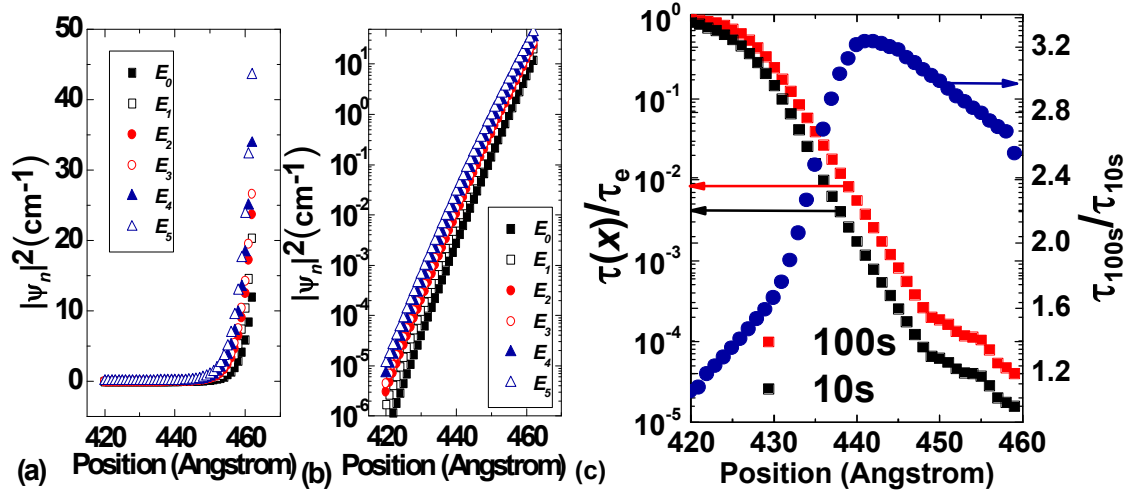 50
40
30
20
10
0
|ψn|²(cm⁻¹)
E0
E1
E2
E3
E4
E5
420 440 460
Position (Angstrom)
(a)
10¹
10⁰
10⁻¹
10⁻²
10⁻³
10⁻⁴
10⁻⁵
10⁻⁶
|ψn|²(cm⁻¹)
E0
E1
E2
E3
E4
E5
420 440 460
Position (Angstrom)
(b)
10⁰
10⁻¹
10⁻²
10⁻³
10⁻⁴
10⁻⁵
τ(x)/τe
3.2
2.8
2.4
2.0
1.6
1.2
τ100s/τ10s
100s
10s
420 430 440 450 460
Position (Angstrom)
(c)